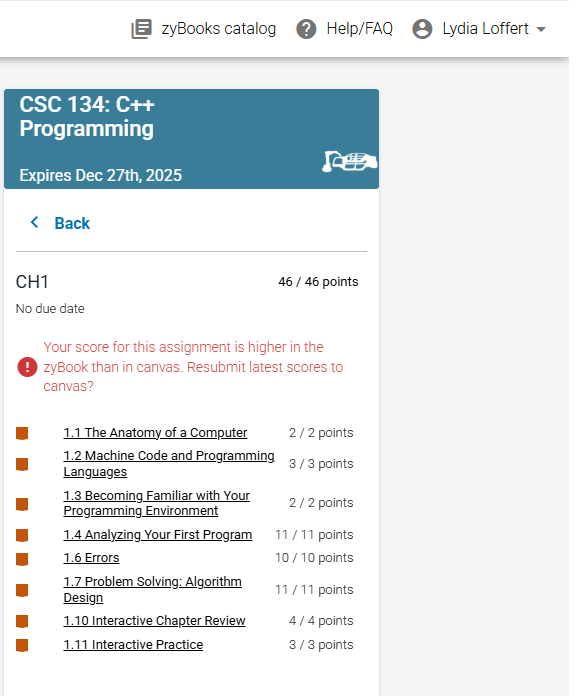 zyBooks catalog Help/FAQ Lydia Loffert
CSC 134: C++
Programming
Expires Dec 27th, 2025
Back
CH1 46 / 46 points
No due date
Your score for this assignment is higher in the
zyBook than in canvas. Resubmit latest scores to
canvas?
1.1 The Anatomy of a Computer 2 / 2 points
1.2 Machine Code and Programming
Languages 3 / 3 points
1.3 Becoming Familiar with Your
Programming Environment 2 / 2 points
1.4 Analyzing Your First Program 11 / 11 points
1.6 Errors 10 / 10 points
1.7 Problem Solving: Algorithm
Design 11 / 11 points
1.10 Interactive Chapter Review 4 / 4 points
1.11 Interactive Practice 3 / 3 points